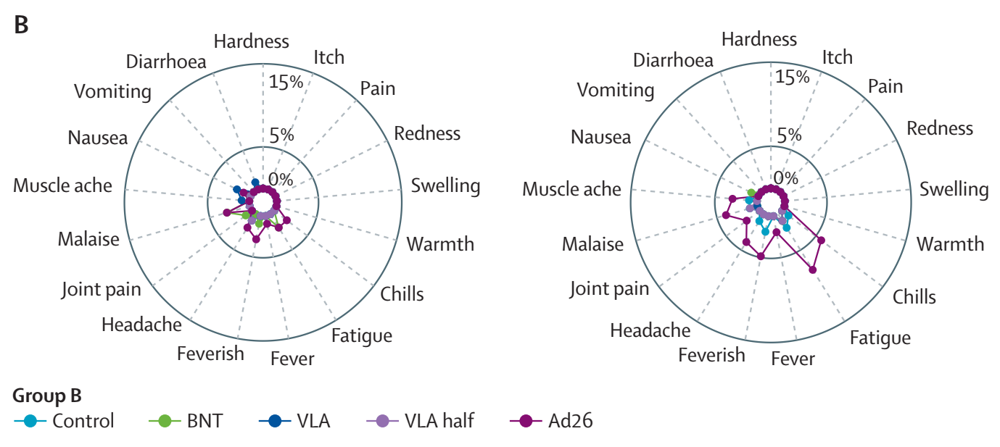 B
Hardness
Itch
Pain
Redness
Swelling
Warmth
Chills
Fatigue
Fever
Feverish
Headache
Joint pain
Malaise
Muscle ache
Nausea
Vomiting
Diarrhoea
15%
5%
0%
Hardness
Itch
Pain
Redness
Swelling
Warmth
Chills
Fatigue
Fever
Feverish
Headache
Joint pain
Malaise
Muscle ache
Nausea
Vomiting
Diarrhoea
15%
5%
0%
Group B
Control BNT VLA VLA half Ad26